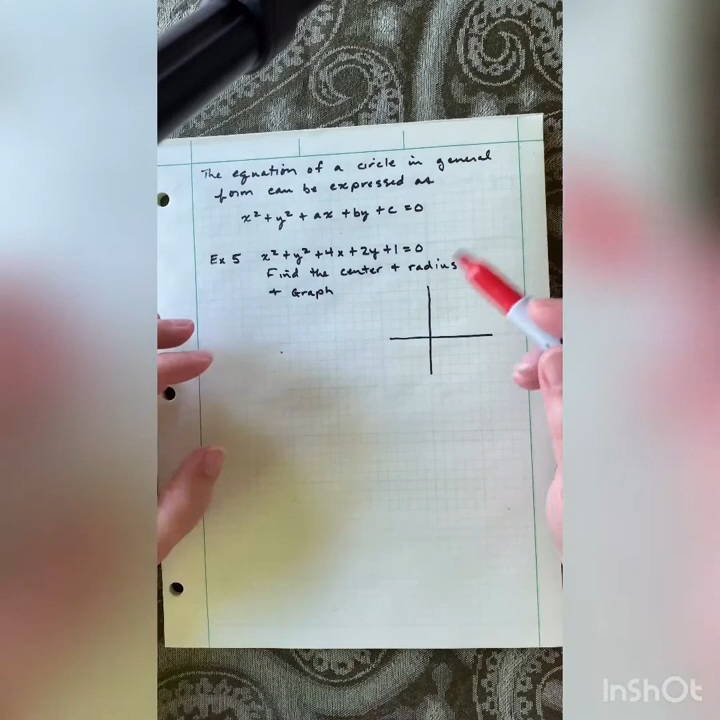 The equation of a circle in general
form can be expressed as
x² + y² + ax + by + c = 0
Ex 5 x² + y² + 4x + 2y + 1 = 0
Find the center + radius
+ Graph
InShOt